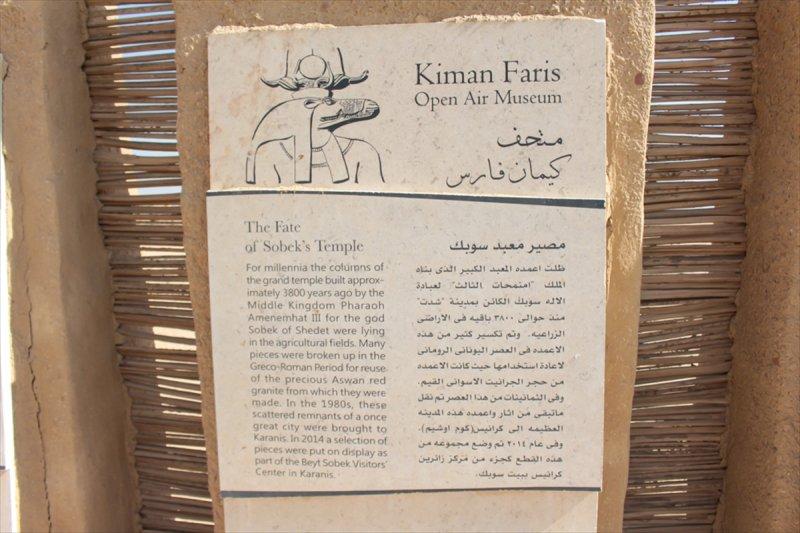 Kiman Faris
Open Air Museum
متحف
كيمان فارس
The Fate
of Sobek's Temple
For millennia the columns of
the grand temple built approx-
imately 3800 years ago by the
Middle Kingdom Pharaoh
Amenemhat III for the god
Sobek of Shedet were lying
in the agricultural fields. Many
pieces were broken up in the
Greco-Roman Period for reuse
of the precious Aswan red
granite from which they were
made. In the 1980s, these
scattered remnants of a once
great city were brought to
Karanis. In 2014 a selection of
pieces were put on display as
part of the Beyt Sobek Visitors'
Center in Karanis.
مصير معبد سوبك
ظلت اعمده المعبد الكبير الذى بناه
الملك "امنمحات الثالث" لعبادة
الاله سوبك الكائن بمدينة "شدت"
منذ حوالى ٣٨٠٠ باقيه فى الاراضى
الزراعيه. وتم تكسير كثير من هذه
الاعمده فى العصر اليونانى الرومانى
لاعادة استخدامها حيث كانت الاعمده
من حجر الجرانيت الاسوانى القيم.
وفى الثمانينات من هذا العصر تم نقل
ماتبقى من اثار واعمده هذه المدينه
العظيمه الى كرانيس(كوم اوشيم).
وفى عام ٢٠١٤ تم وضع مجموعه من
هذه القطع كجزء من مركز زائرين
كرانيس ببيت سوبك.